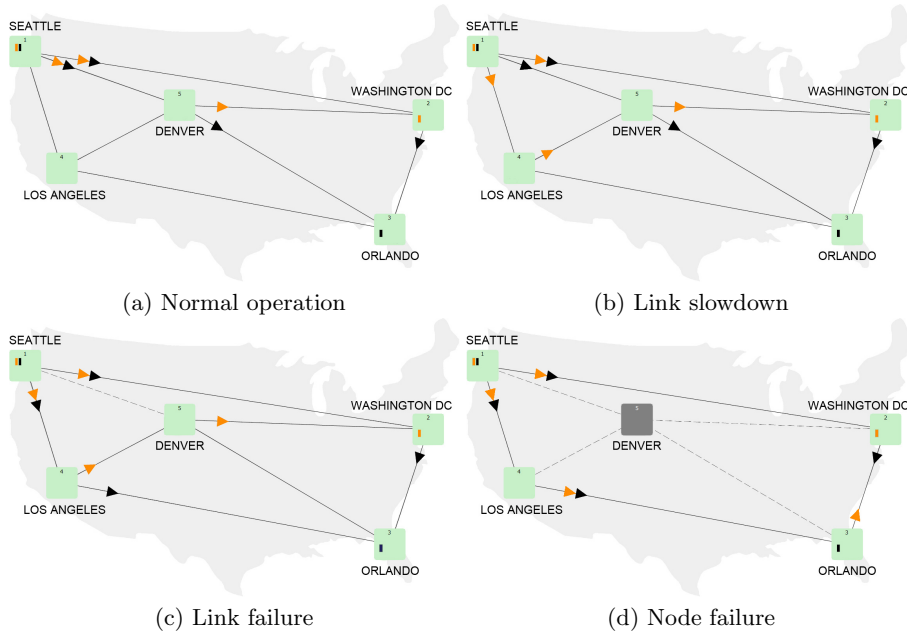 SEATTLE
1
WASHINGTON DC
2
5
DENVER
4
LOS ANGELES
3
ORLANDO
(a) Normal operation
SEATTLE
1
WASHINGTON DC
2
5
DENVER
4
LOS ANGELES
3
ORLANDO
(b) Link slowdown
SEATTLE
1
WASHINGTON DC
2
5
DENVER
4
LOS ANGELES
3
ORLANDO
(c) Link failure
SEATTLE
1
WASHINGTON DC
2
5
DENVER
4
LOS ANGELES
3
ORLANDO
(d) Node failure